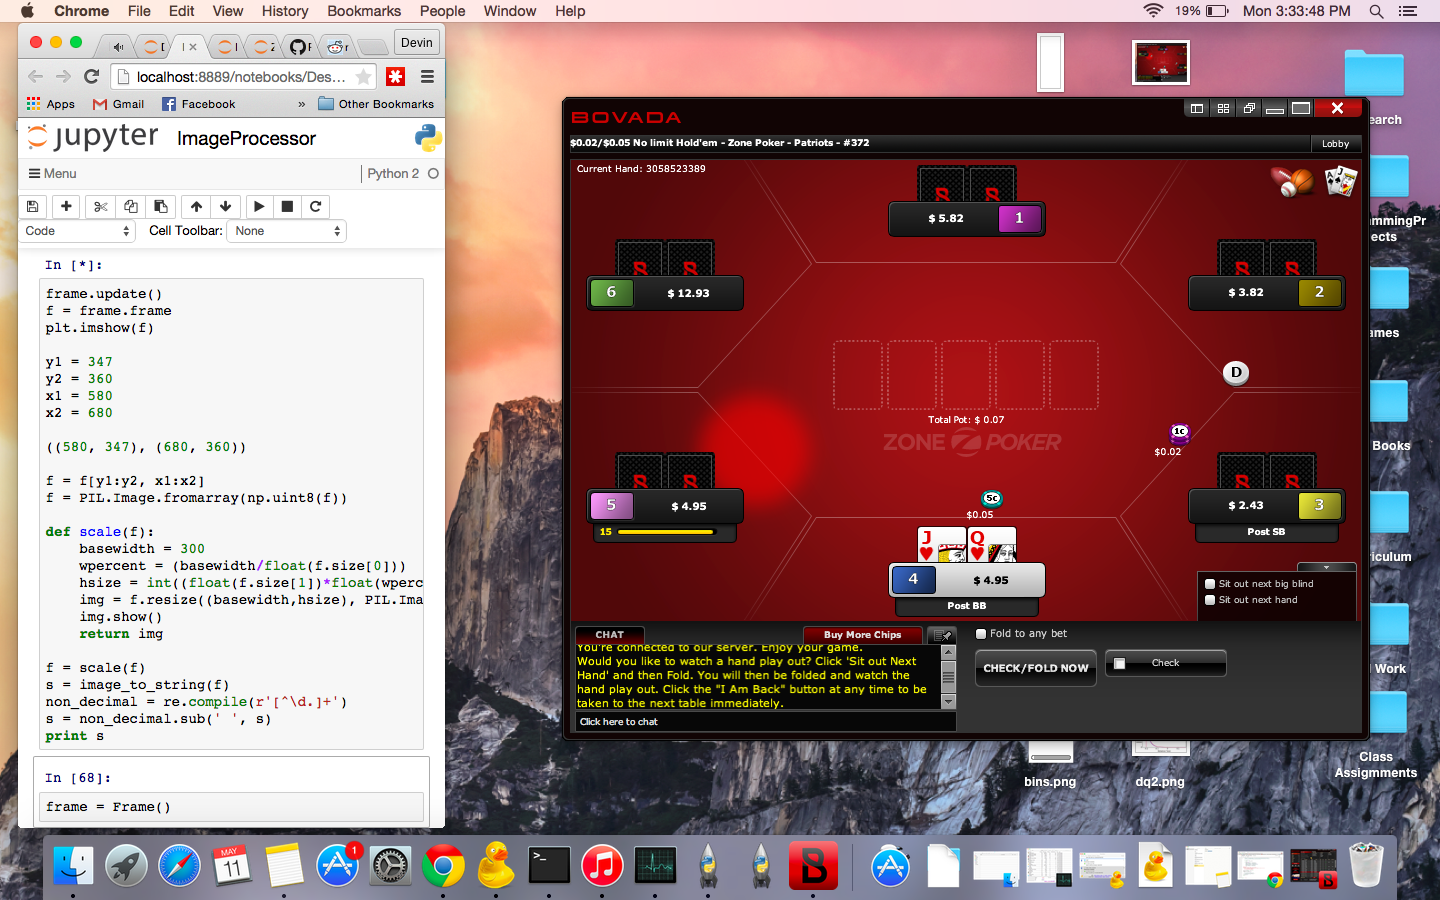 Chrome File Edit View History Bookmarks People Window Help
19% Mon 3:33:48 PM
Devin
localhost:8889/notebooks/Des...
Apps Gmail Facebook » Other Bookmarks
jupyter ImageProcessor
Menu Python 2
Code Cell Toolbar: None
In [*]:
frame.update()
f = frame.frame
plt.imshow(f)
y1 = 347
y2 = 360
x1 = 580
x2 = 680
((580, 347), (680, 360))
f = f[y1:y2, x1:x2]
f = PIL.Image.fromarray(np.uint8(f))
def scale(f):
basewidth = 300
wpercent = (basewidth/float(f.size[0]))
hsize = int((float(f.size[1])*float(wperc
img = f.resize((basewidth,hsize), PIL.Ima
img.show()
return img
f = scale(f)
s = image_to_string(f)
non_decimal = re.compile(r'[^\d.]+')
s = non_decimal.sub(' ', s)
print s
In [68]:
frame = Frame()
BOVADA
$0.02/$0.05 No limit Hold'em - Zone Poker - Patriots - #372
Lobby
Current Hand: 3058523389
$ 5.82 1
6 $ 12.93
$ 3.82 2
D
Total Pot: $ 0.07
ZONE POKER
1c
$0.02
5 $ 4.95
15
5c
$0.05
$ 2.43 3
Post SB
J Q
4 $ 4.95
Post BB
Sit out next big blind
Sit out next hand
CHAT Buy More Chips
You're connected to our server. Enjoy your game.
Would you like to watch a hand play out? Click 'Sit out Next
Hand' and then Fold. You will then be folded and watch the
hand play out. Click the "I Am Back" button at any time to be
taken to the next table immediately.
Click here to chat
Fold to any bet
CHECK/FOLD NOW Check
earch
mmingPr
ects
ames
Books
riculum
Work
bins.png
dq2.png
Class
Assigmments
MAY
11
1